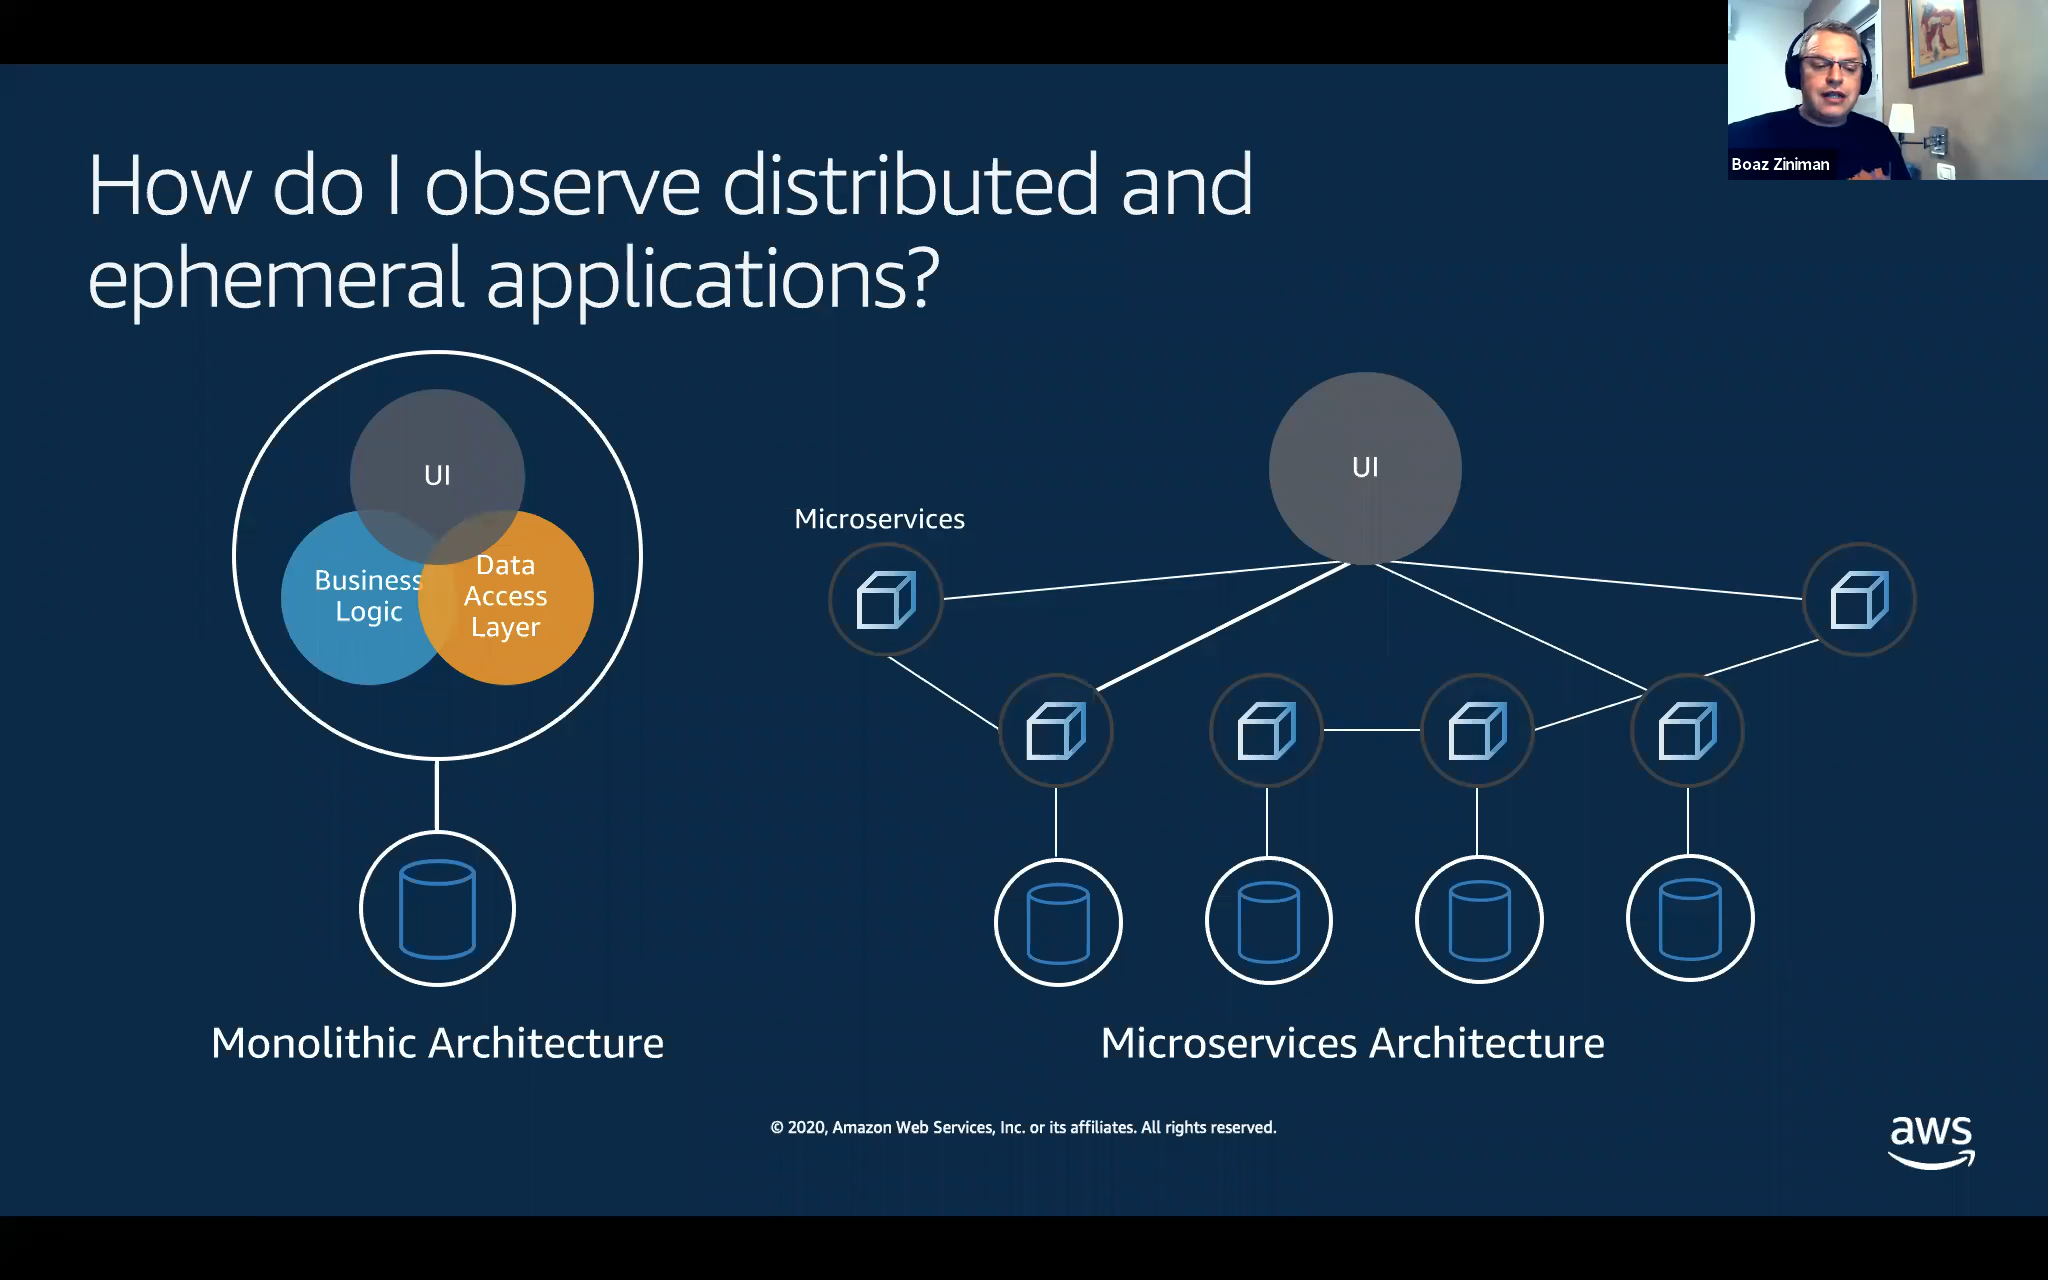 Boaz Ziniman
How do I observe distributed and
ephemeral applications?
UI
Business
Logic
Data
Access
Layer
Monolithic Architecture
UI
Microservices
Microservices Architecture
© 2020, Amazon Web Services, Inc. or its affiliates. All rights reserved.
aws